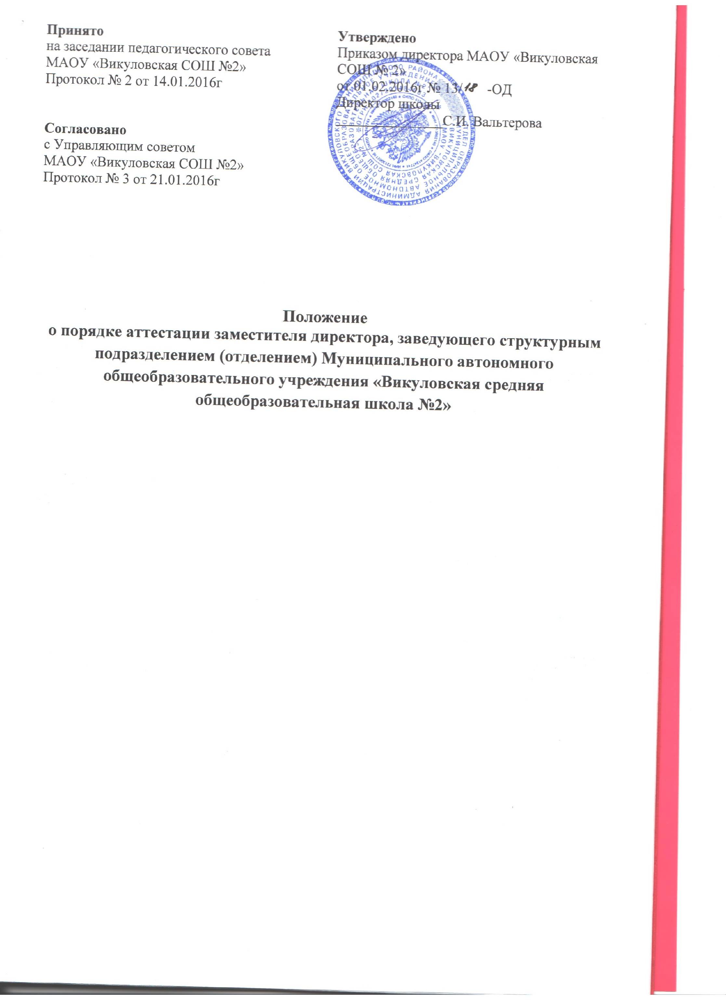 Принято
на заседании педагогического совета
МАОУ «Викуловская СОШ №2»
Протокол № 2 от 14.01.2016г
Согласовано
с Управляющим советом
МАОУ «Викуловская СОШ №2»
Протокол № 3 от 21.01.2016г
Утверждено
Приказом директора МАОУ «Викуловская
СОШ № 2»
от 01.02.2016г № 13/18 -ОД
Директор школы
С.И. Вальтерова
Положение
о порядке аттестации заместителя директора, заведующего структурным
подразделением (отделением) Муниципального автономного
общеобразовательного учреждения «Викуловская средняя
общеобразовательная школа №2»